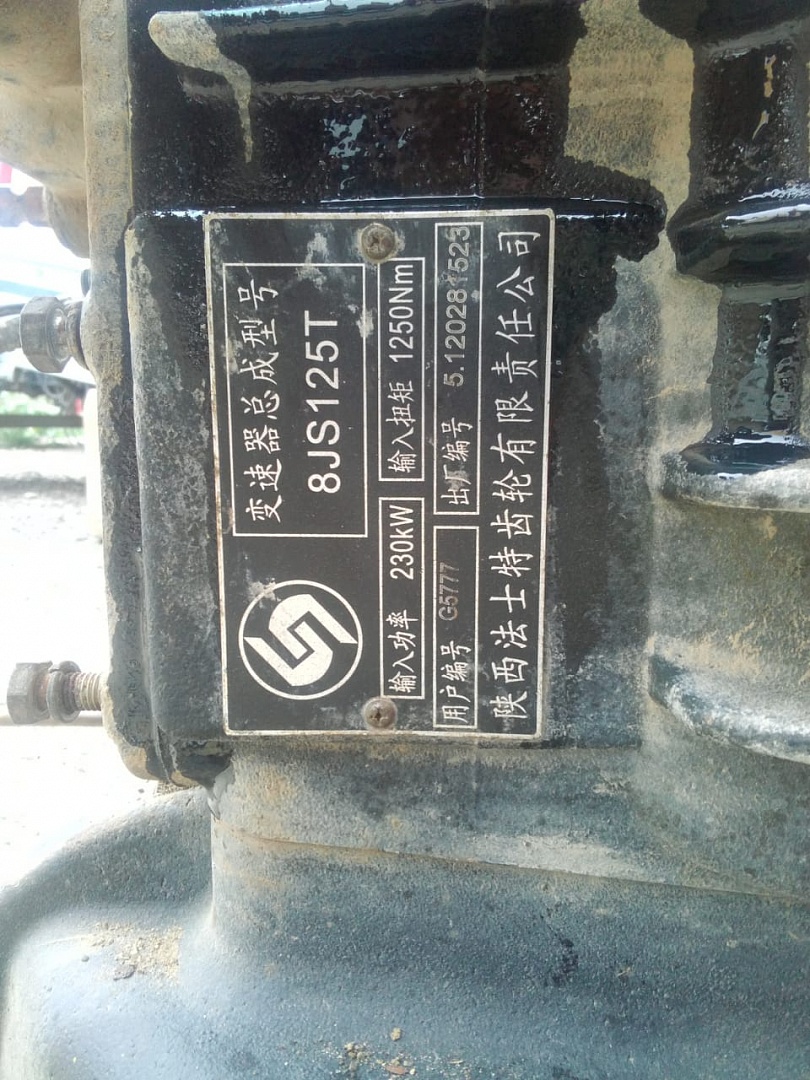 变速器总成型号
8JS125T
输入功率 230kW 输入扭矩 1250Nm
用户编号 G5777 出厂编号 5.120281523
陕西法士特齿轮有限责任公司